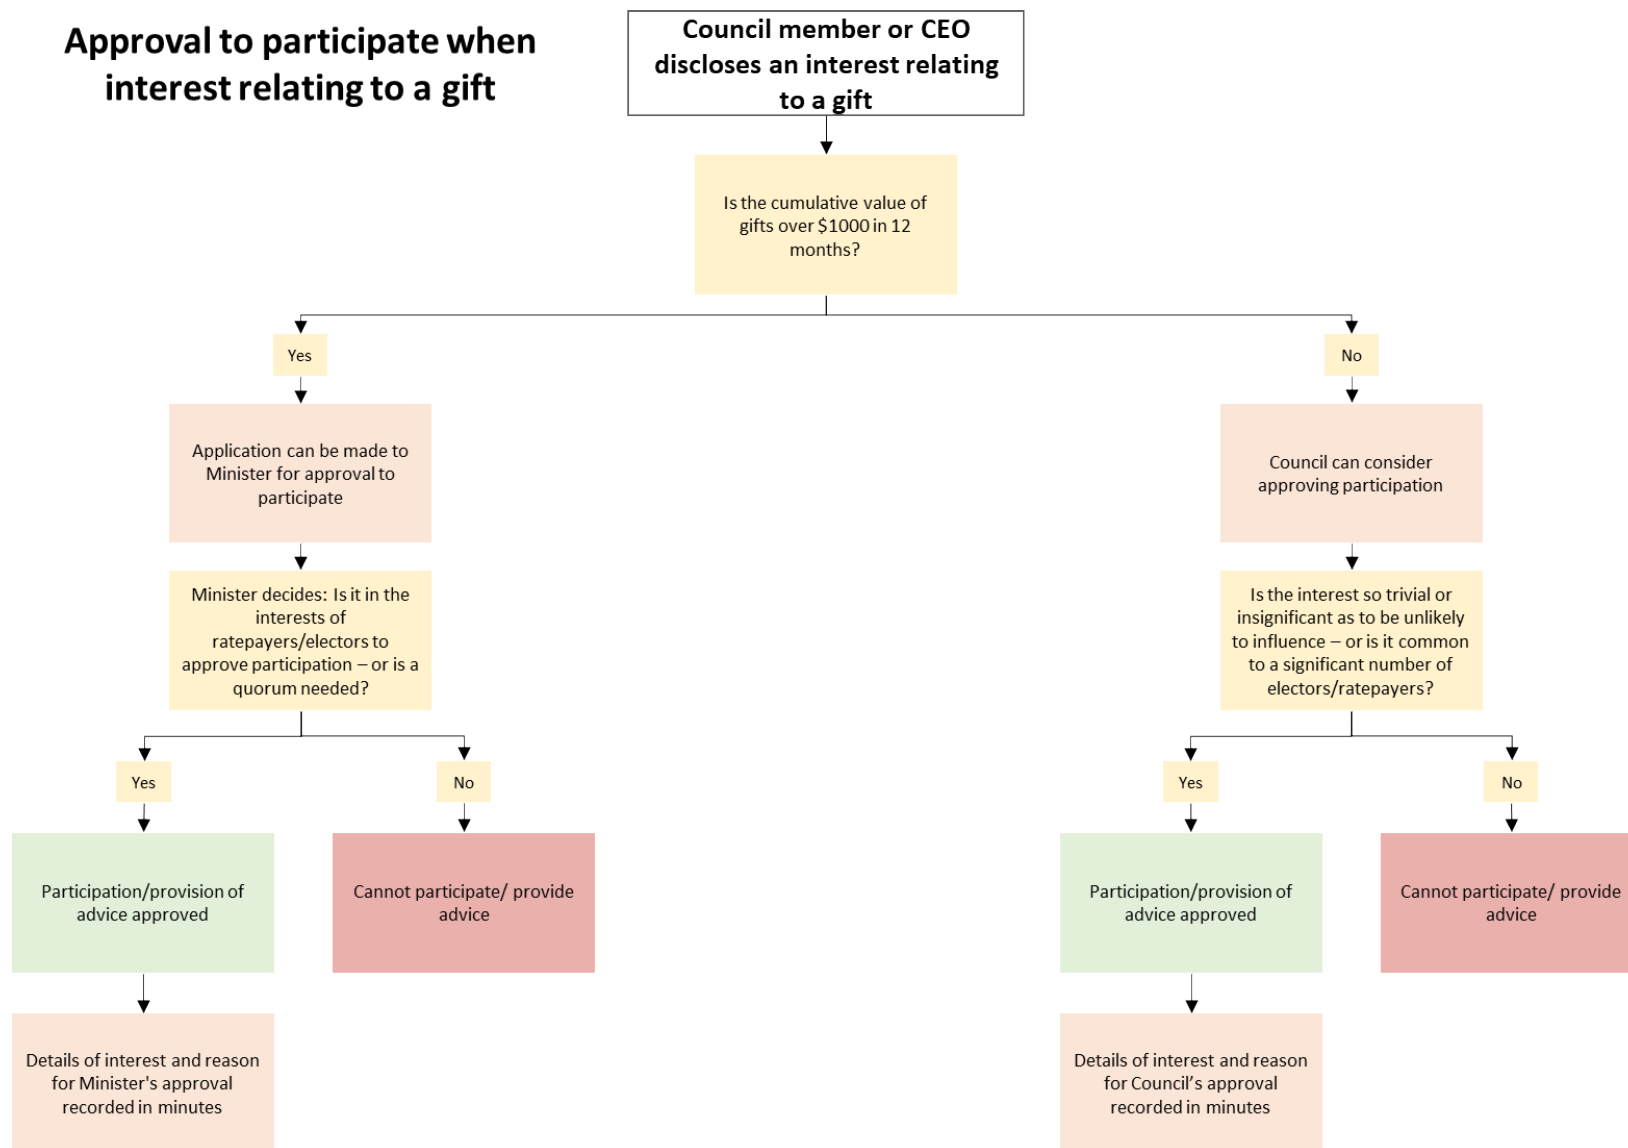 Approval to participate when
interest relating to a gift
Council member or CEO
discloses an interest relating
to a gift
Is the cumulative value of
gifts over $1000 in 12
months?
Yes
No
Application can be made to
Minister for approval to
participate
Council can consider
approving participation
Minister decides: Is it in the
interests of
ratepayers/electors to
approve participation – or is a
quorum needed?
Is the interest so trivial or
insignificant as to be unlikely
to influence – or is it common
to a significant number of
electors/ratepayers?
Yes
No
Yes
No
Participation/provision of
advice approved
Cannot participate/ provide
advice
Participation/provision of
advice approved
Cannot participate/ provide
advice
Details of interest and reason
for Minister's approval
recorded in minutes
Details of interest and reason
for Council’s approval
recorded in minutes